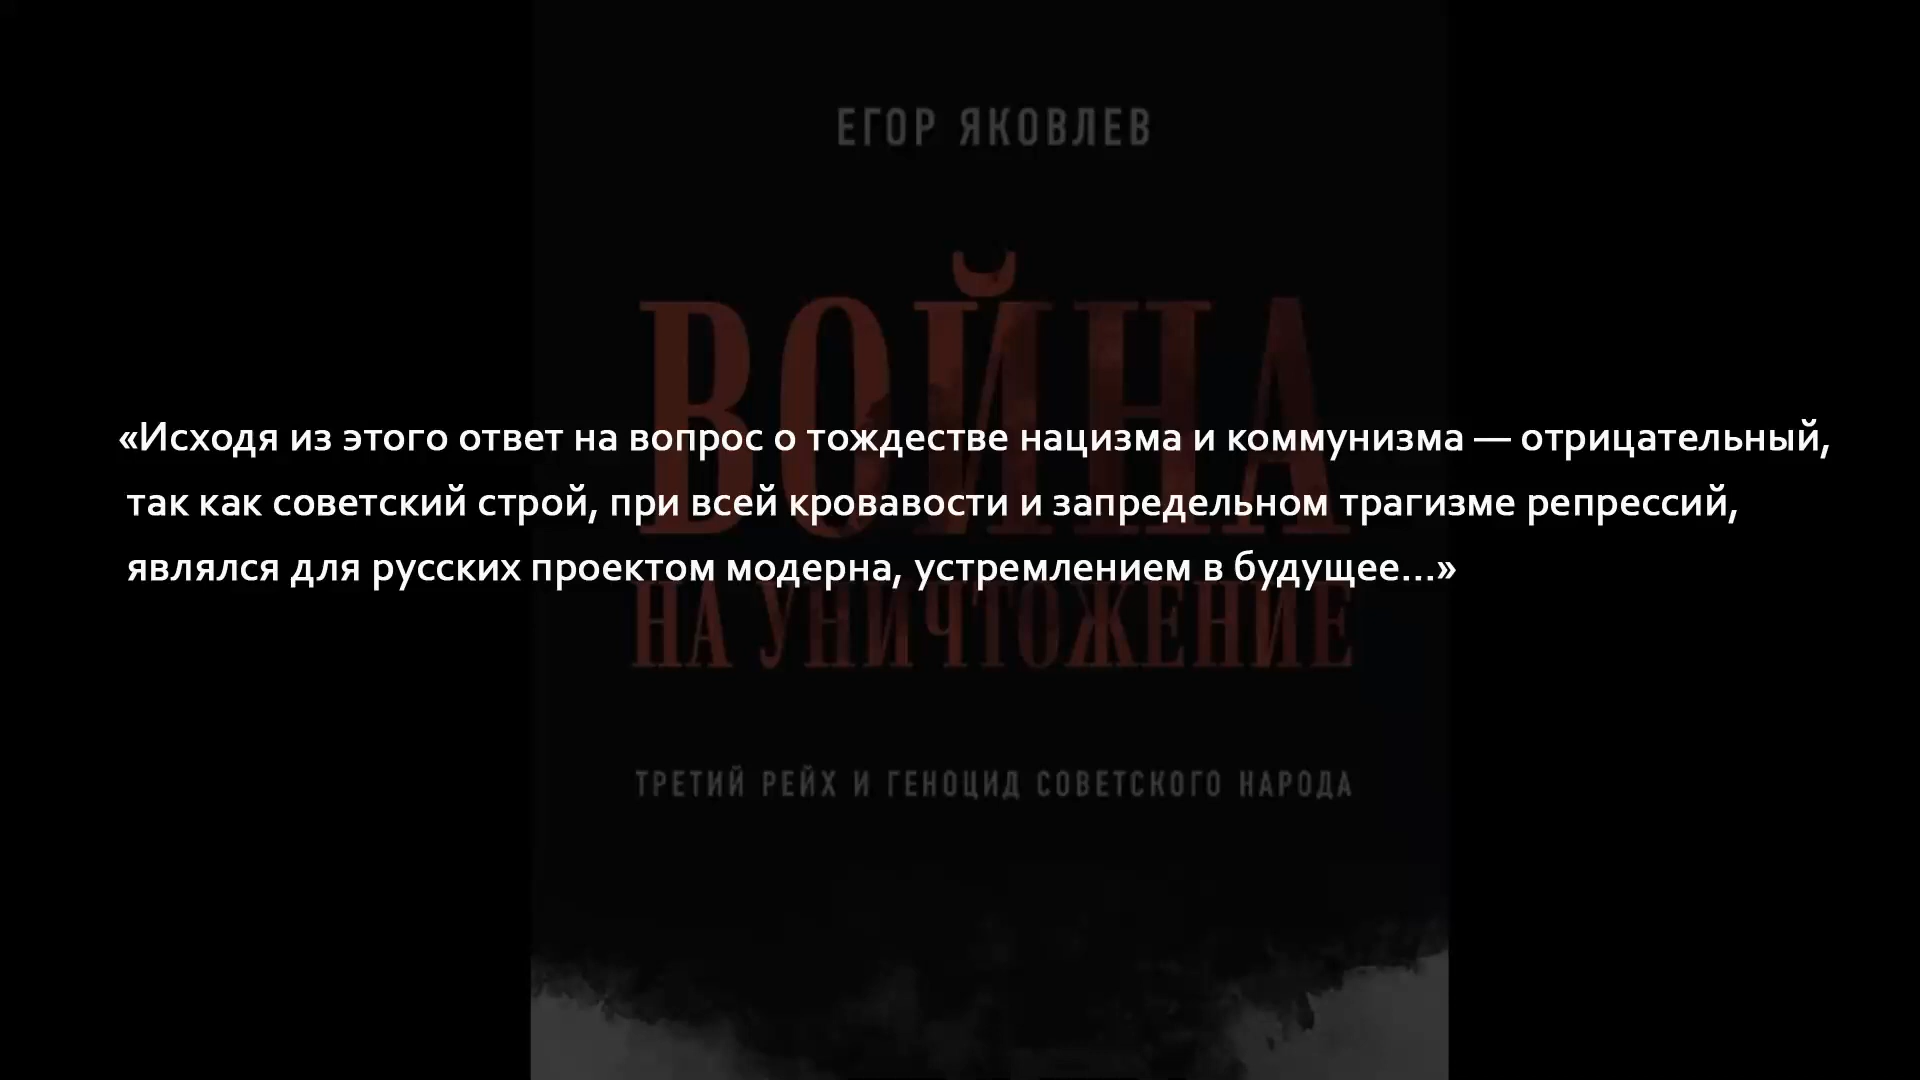 ЕГОР ЯКОВЛЕВ
ВОЙНА
«Исходя из этого ответ на вопрос о тождестве нацизма и коммунизма — отрицательный,
так как советский строй, при всей кровавости и запредельном трагизме репрессий,
являлся для русских проектом модерна, устремлением в будущее...»
НА УНИЧТОЖЕНИЕ
ТРЕТИЙ РЕЙХ И ГЕНОЦИД СОВЕТСКОГО НАРОДА